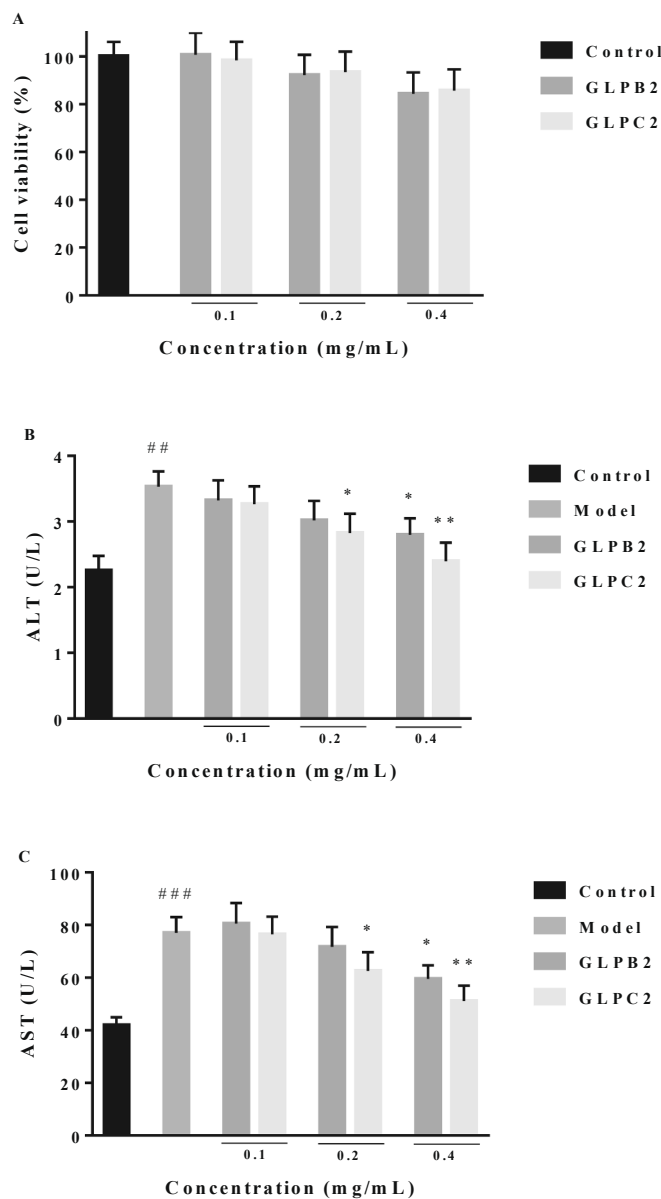 A
Cell viability (%)
100
80
60
40
20
0
0.1
0.2
0.4
Concentration (mg/mL)
Control
GLPB2
GLPC2
B
ALT (U/L)
4
3
2
1
0
##
*
*
**
0.1
0.2
0.4
Concentration (mg/mL)
Control
Model
GLPB2
GLPC2
C
AST (U/L)
100
80
60
40
20
0
###
*
*
**
0.1
0.2
0.4
Concentration (mg/mL)
Control
Model
GLPB2
GLPC2